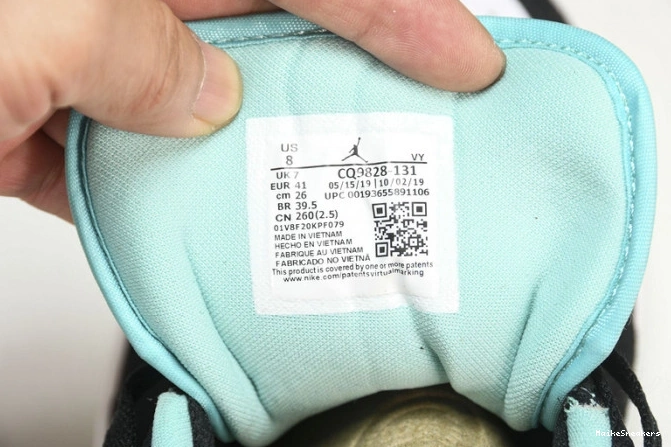 US
8
VY
UK 7
CQ9828-131
EUR 41
05/15/19 | 10/02/19
cm 26
UPC 00193655891106
BR 39.5
CN 260(2.5)
01VBF20KPF079
MADE IN VIETNAM
HECHO EN VIETNAM
FABRIQUE AU VIETNAM
FABRICADO NO VIETNÃ
This product is covered by one or more patents
www.nike.com/patentsvirtualmarking
MaikeSneakers